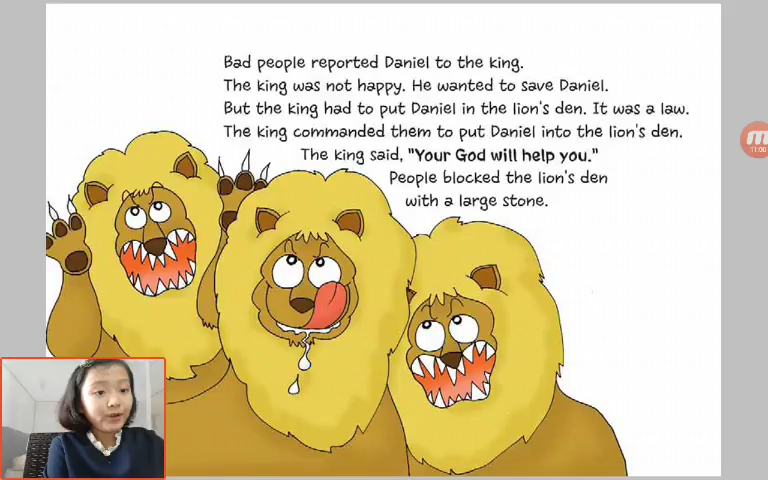 Bad people reported Daniel to the king.
The king was not happy. He wanted to save Daniel.
But the king had to put Daniel in the lion's den. It was a law.
The king commanded them to put Daniel into the lion's den.
The king said, "Your God will help you."
People blocked the lion's den
with a large stone.
M
11:00